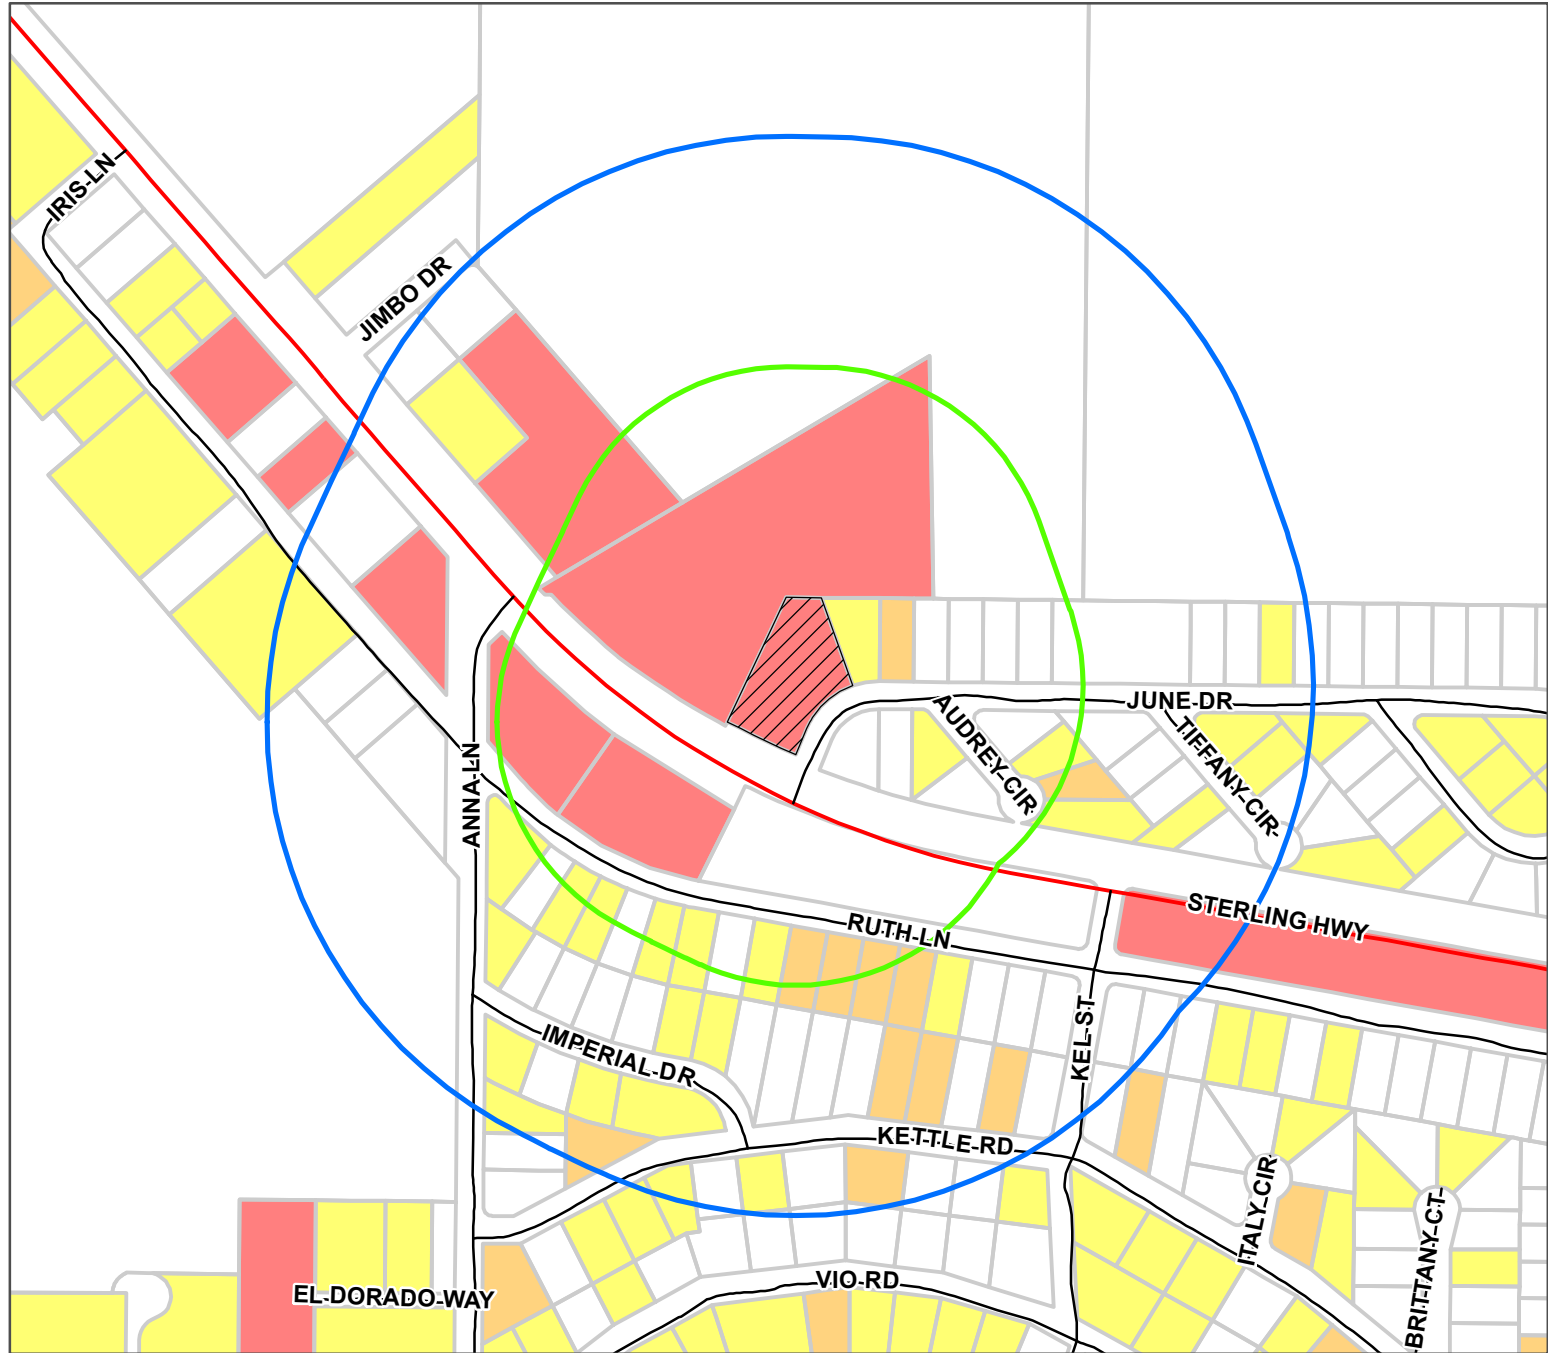 IRIS-LN
JIMBO DR
JUNE-DR
AUDREY-CIR
TIFFANY-CIR
ANNA-LN
STERLING HWY
RUTH-LN
KEL-ST
IMPERIAL-DR
KETTLE-RD
ITALY-CIR
BRITTANY-CT
VIO-RD
EL-DORADO-WAY